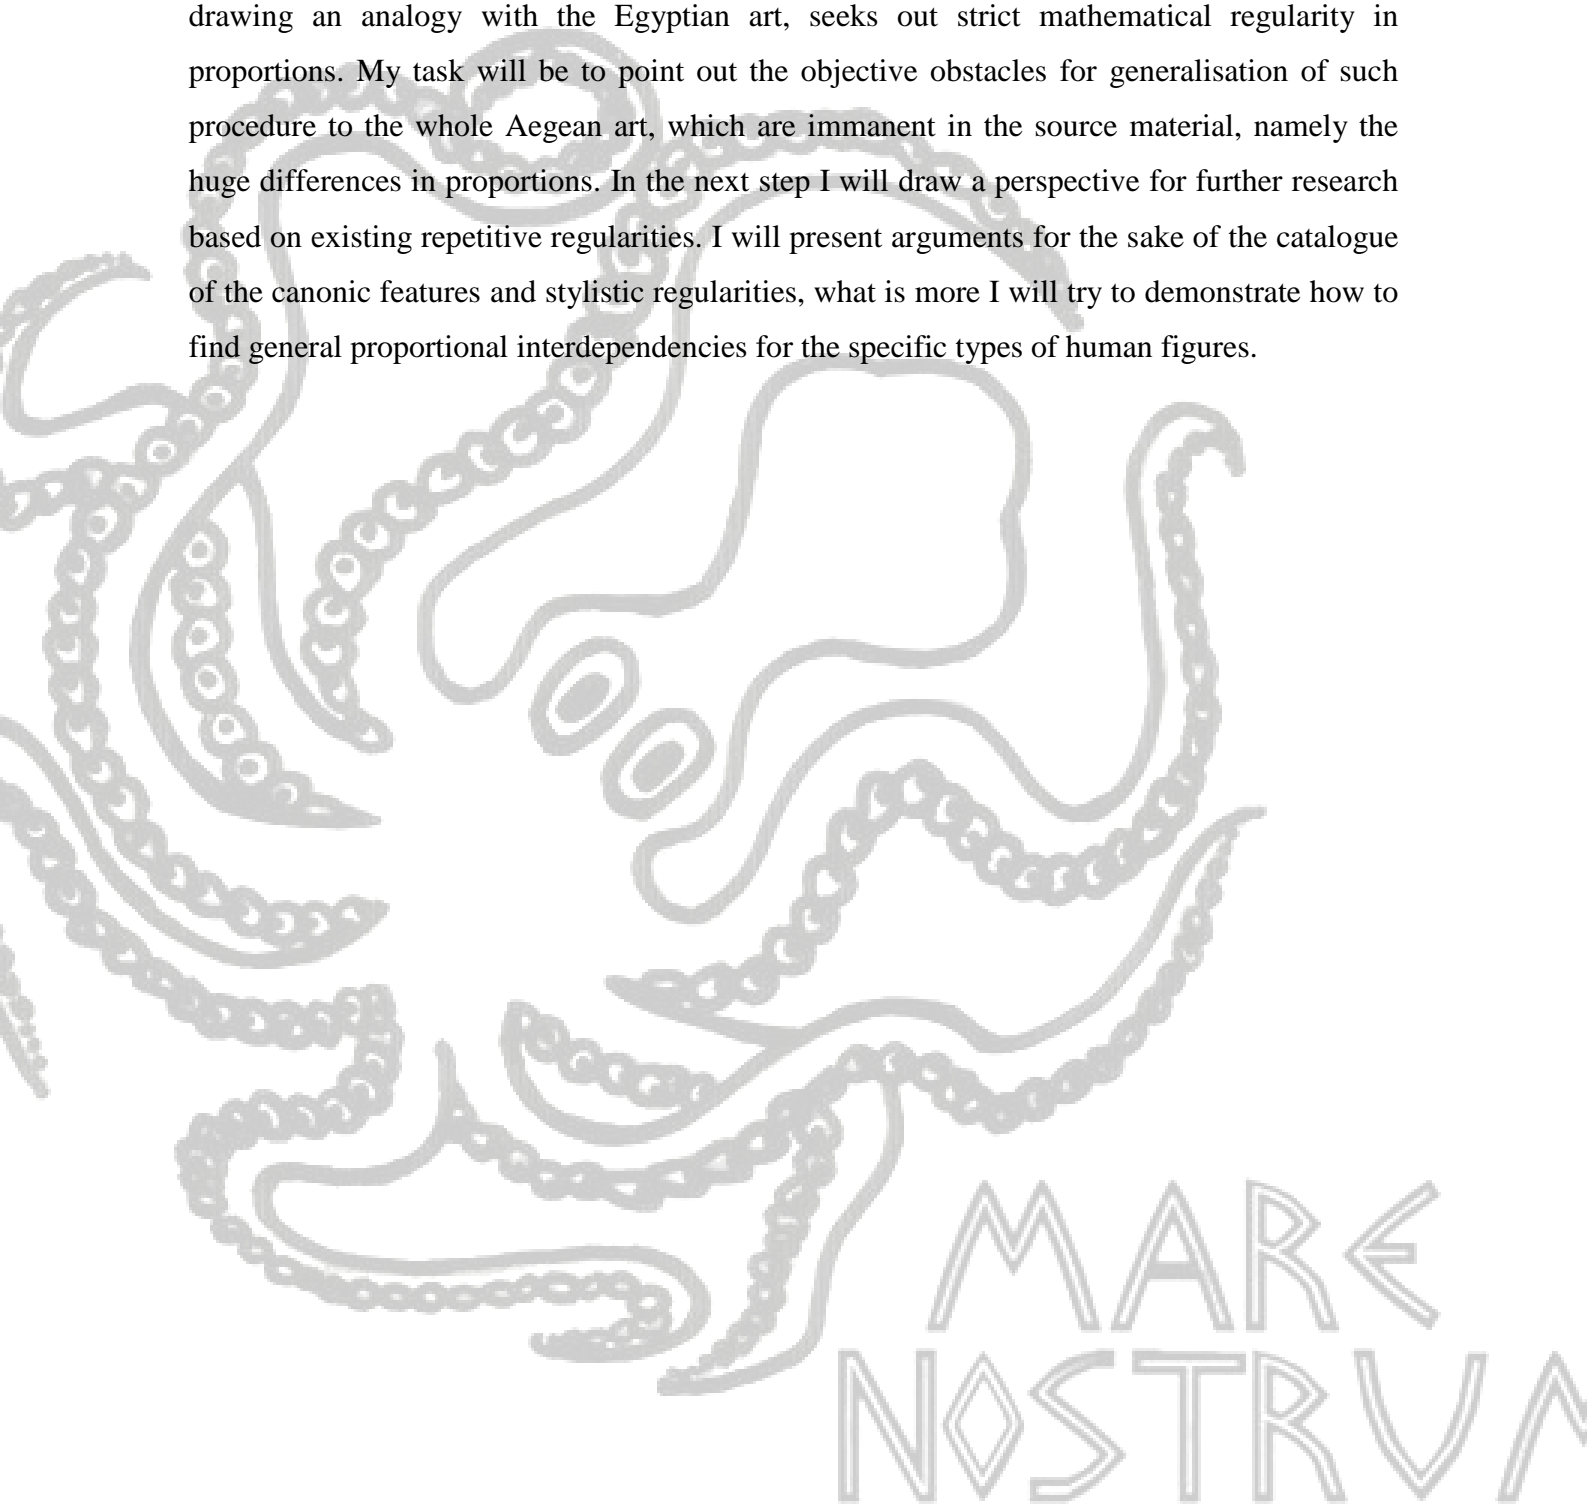 drawing an analogy with the Egyptian art, seeks out strict mathematical regularity in
proportions. My task will be to point out the objective obstacles for generalisation of such
procedure to the whole Aegean art, which are immanent in the source material, namely the
huge differences in proportions. In the next step I will draw a perspective for further research
based on existing repetitive regularities. I will present arguments for the sake of the catalogue
of the canonic features and stylistic regularities, what is more I will try to demonstrate how to
find general proportional interdependencies for the specific types of human figures.
MARE
NOSTRUM